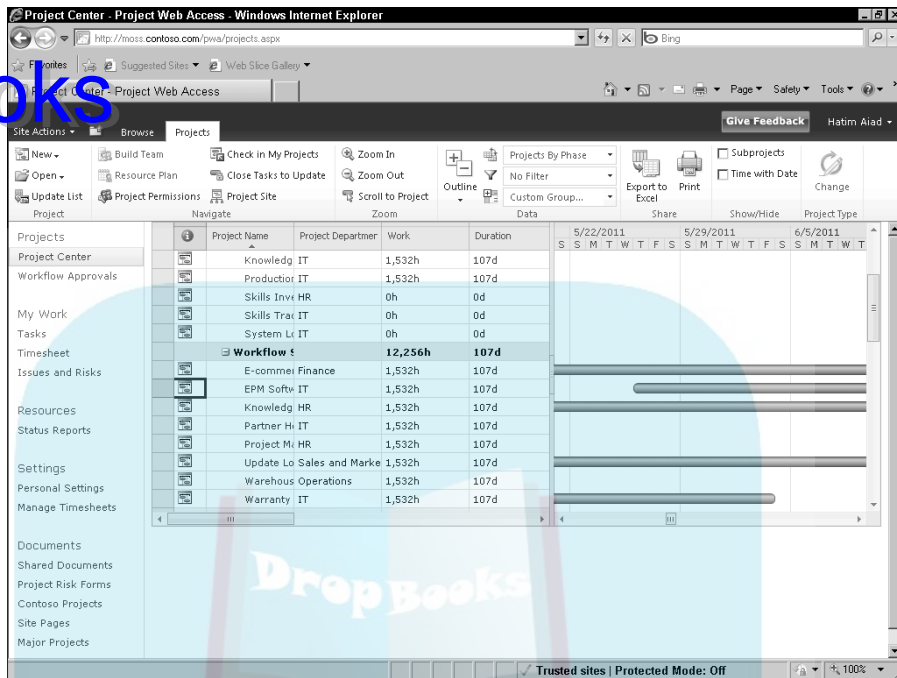 Project Center - Project Web Access - Windows Internet Explorer
http://moss.contoso.com/pwa/projects.aspx
Bing
Favorites Suggested Sites Web Slice Gallery
oks
Project Center - Project Web Access
Page Safety Tools
Give Feedback Hatim Aiad
Site Actions Browse Projects
New Build Team Check in My Projects Zoom In Projects By Phase Subprojects
Open Resource Plan Close Tasks to Update Zoom Out No Filter Time with Date
Update List Project Permissions Project Site Scroll to Project Outline Custom Group... Export to Excel Print Change
Project Navigate Zoom Data Share Show/Hide Project Type
Projects
Project Center
Workflow Approvals
My Work
Tasks
Timesheet
Issues and Risks
Resources
Status Reports
Settings
Personal Settings
Manage Timesheets
Documents
Shared Documents
Project Risk Forms
Contoso Projects
Site Pages
Major Projects
Project Name Project Departmer Work Duration
5/22/2011 5/29/2011 6/5/2011
S S M T W T F S S M T W T F S S M T W T
Knowledg IT 1,532h 107d
Production IT 1,532h 107d
Skills Inve HR 0h 0d
Skills Trac IT 0h 0d
System Lo IT 0h 0d
Workflow S 12,256h 107d
E-commer Finance 1,532h 107d
EPM Softw IT 1,532h 107d
Knowledg HR 1,532h 107d
Partner Ho IT 1,532h 107d
Project Ma HR 1,532h 107d
Update Lo Sales and Marke 1,532h 107d
Warehous Operations 1,532h 107d
Warranty IT 1,532h 107d
DropBooks
Trusted sites | Protected Mode: Off 100%